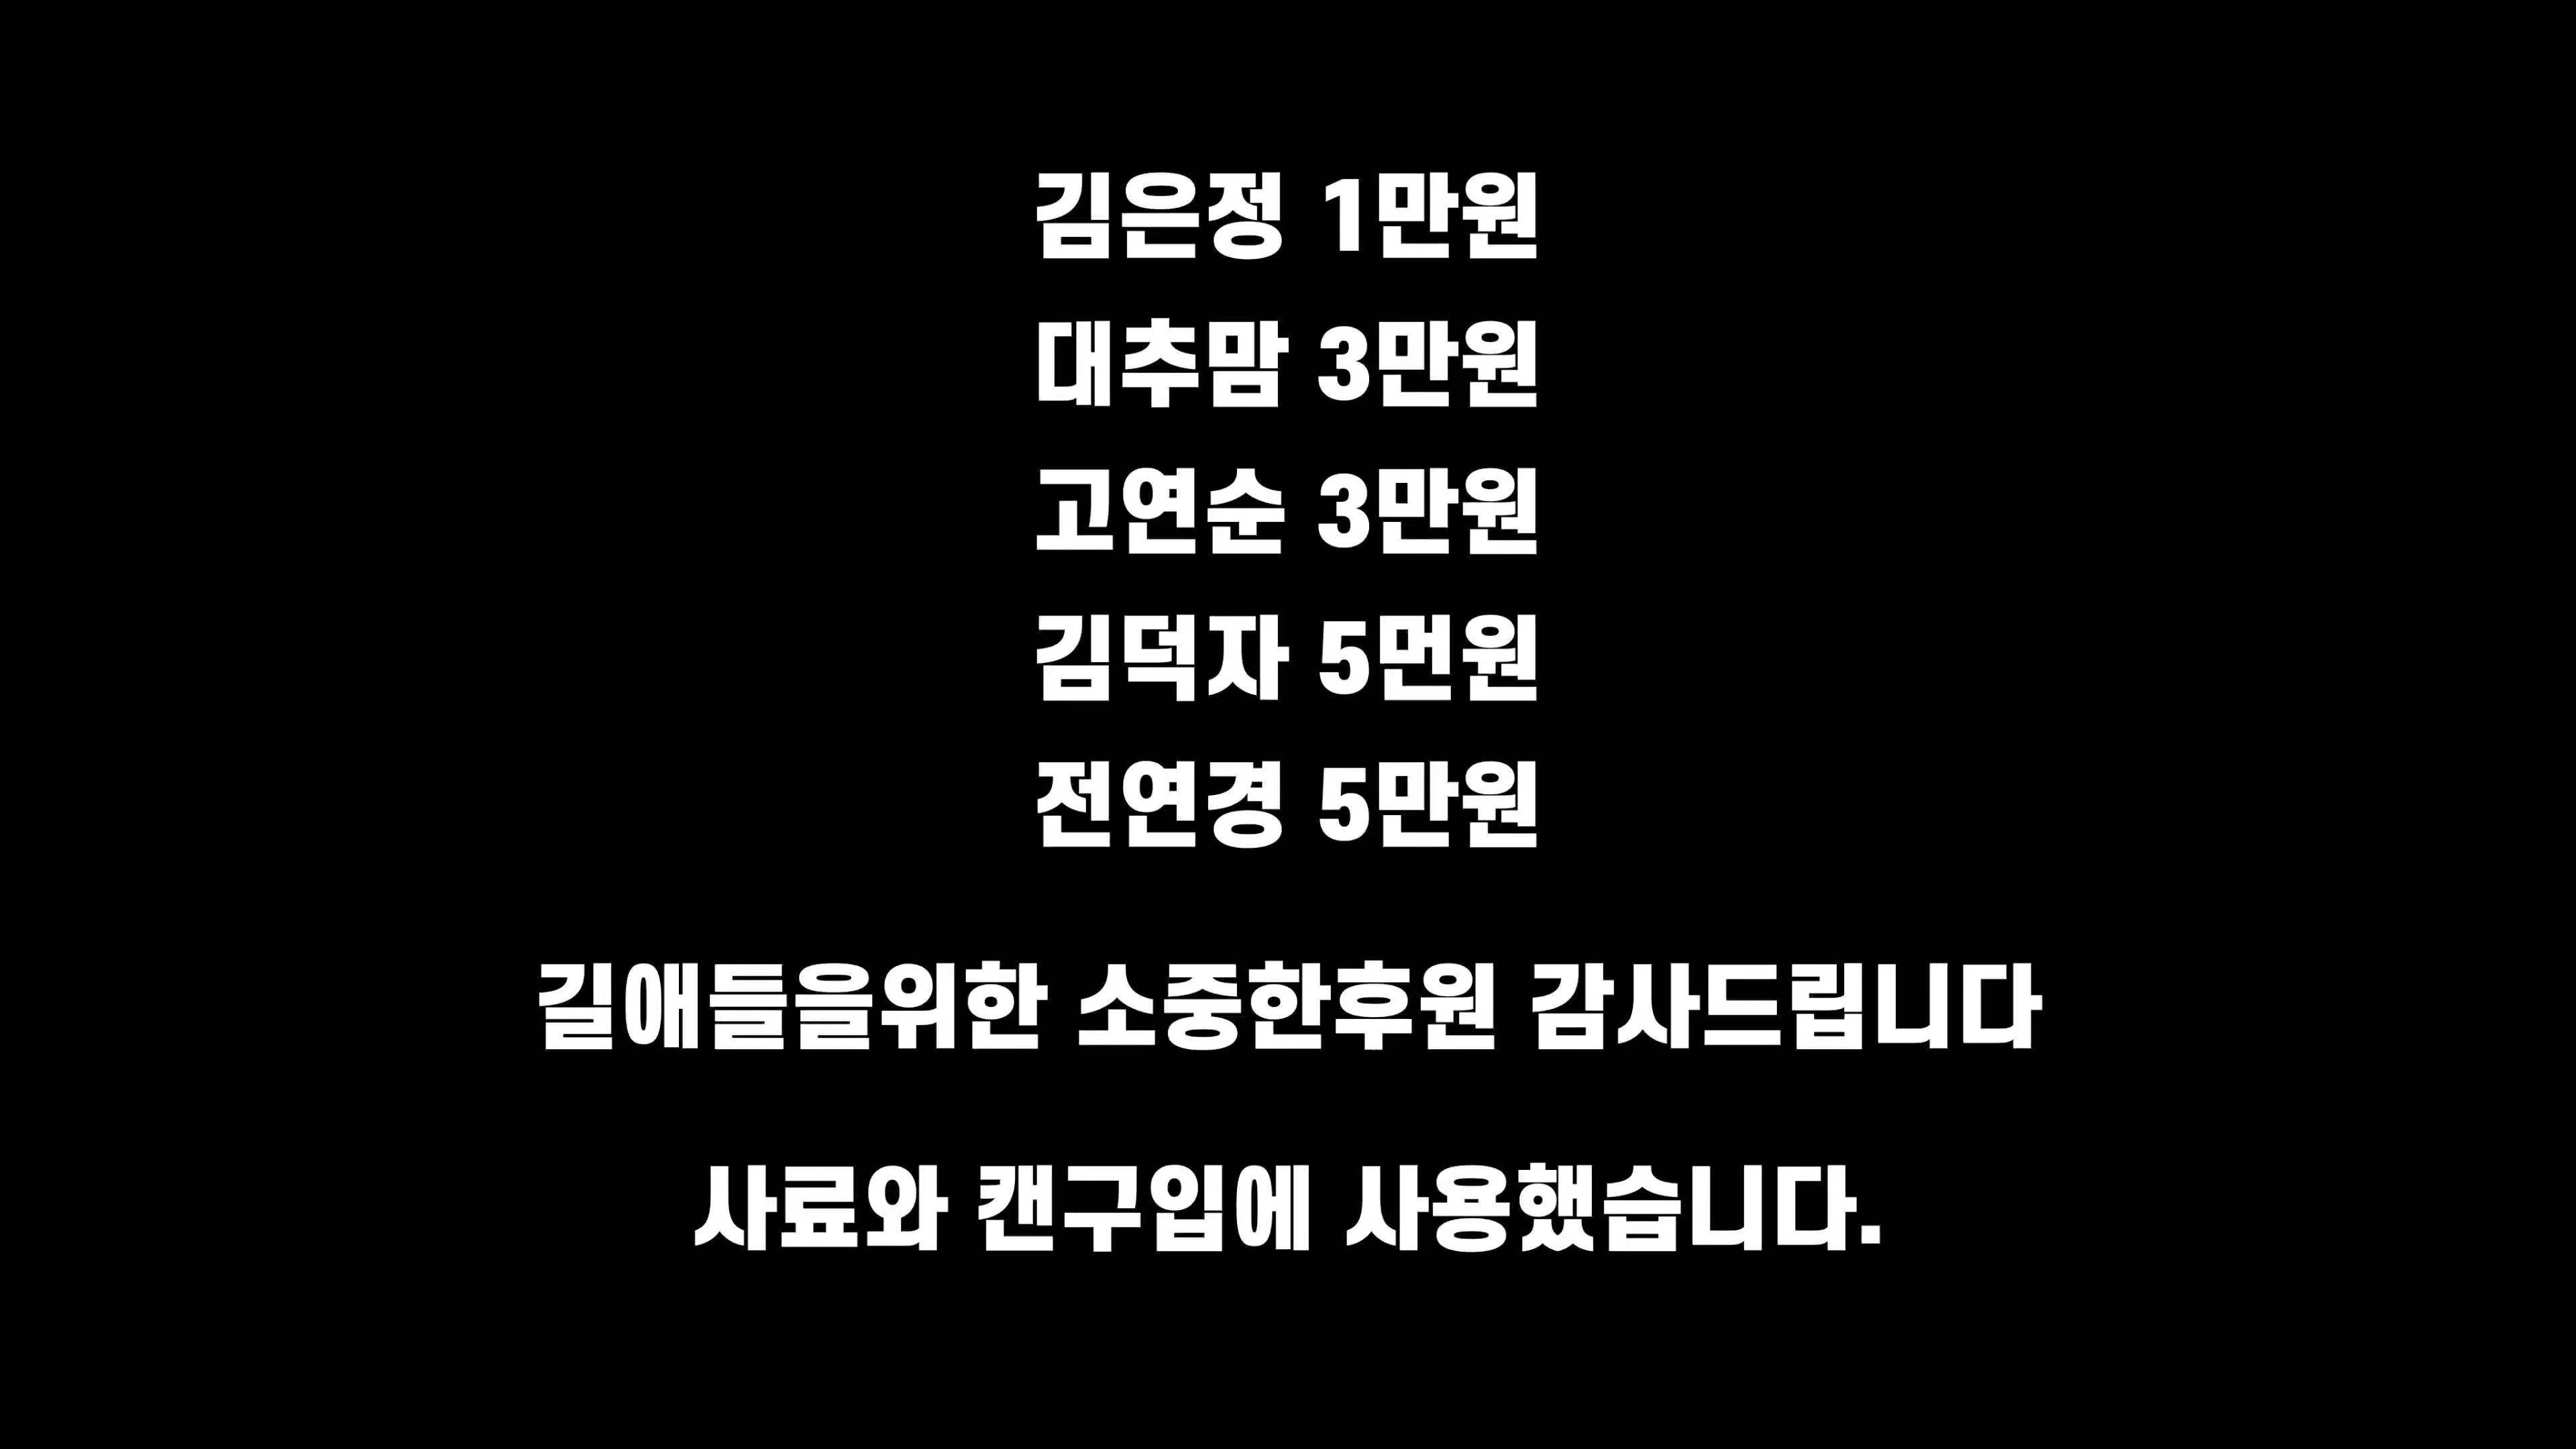 김은정 1만원
대추맘 3만원
고연순 3만원
김덕자 5먼원
전연경 5만원
길애들을위한 소중한후원 감사드립니다
사료와 캔구입에 사용했습니다.